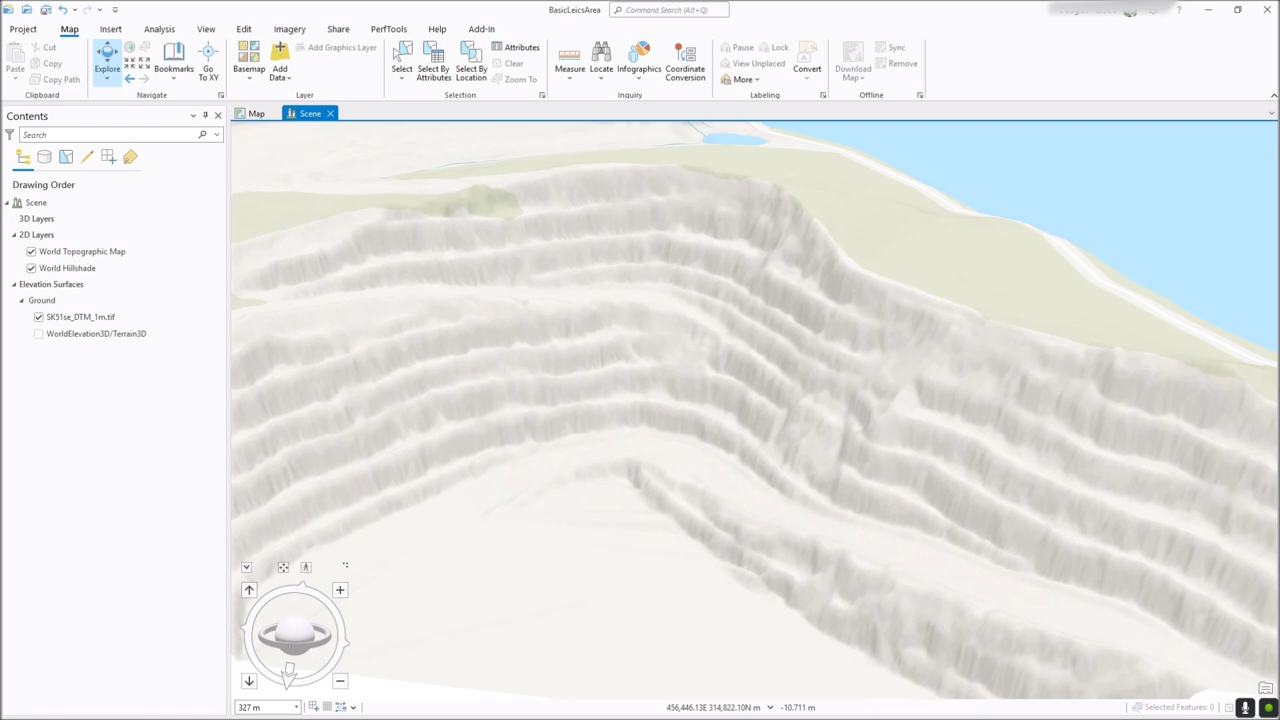 BasicLeicsArea
Command Search (Alt+Q)
?
Project Map Insert Analysis View Edit Imagery Share PerfTools Help Add-In
Paste
Cut
Copy
Copy Path
Clipboard
Explore
Bookmarks
Go To XY
Navigate
Basemap
Add Data
Add Graphics Layer
Layer
Select
Select By Attributes
Select By Location
Attributes
Clear
Zoom To
Selection
Measure
Locate
Infographics
Coordinate Conversion
Inquiry
Pause
Lock
View Unplaced
More
Convert
Labeling
Download Map
Sync
Remove
Offline
Contents
Search
Map
Scene
Drawing Order
Scene
3D Layers
2D Layers
World Topographic Map
World Hillshade
Elevation Surfaces
Ground
SK51se_DTM_1m.tif
WorldElevation3D/Terrain3D
327 m
456,446.13E 314,822.10N m
-10.711 m
Selected Features: 0